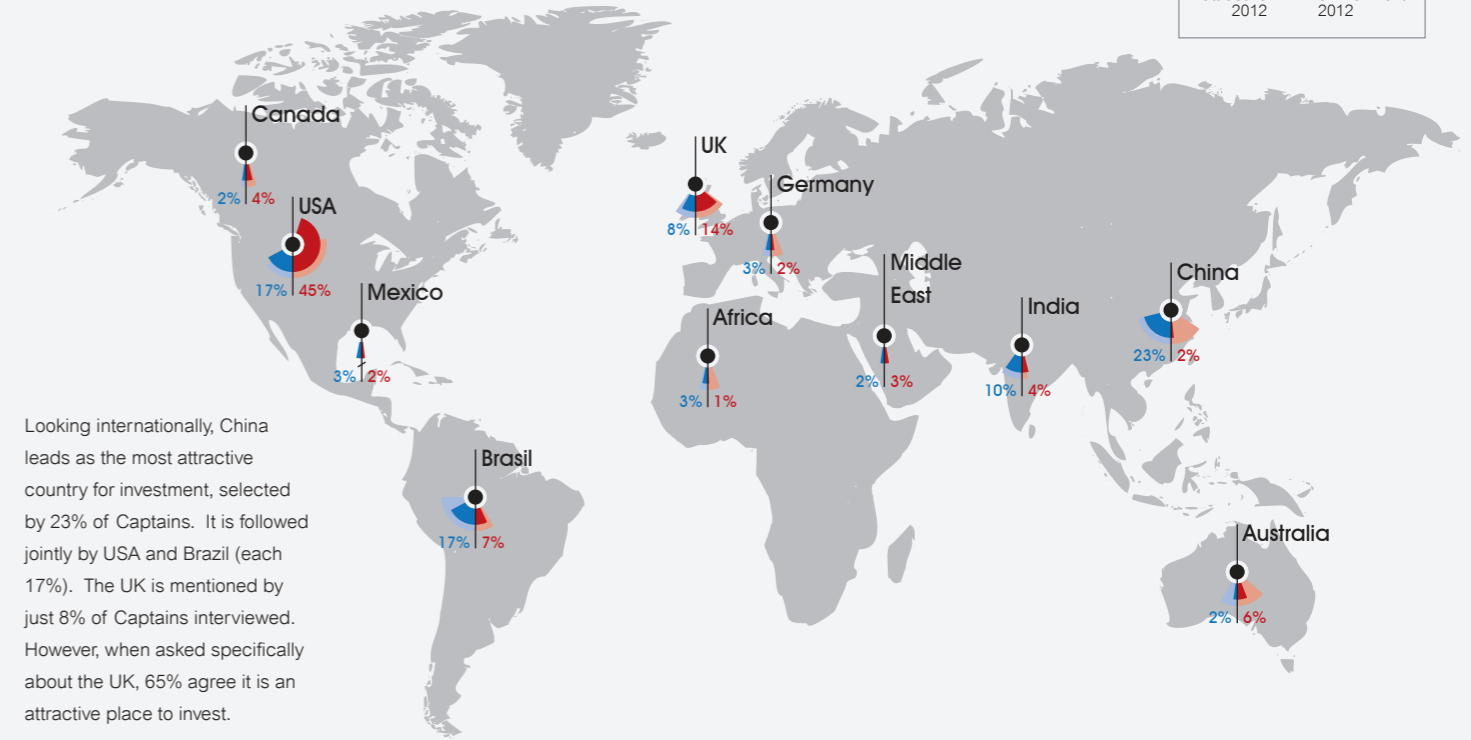 2012 2012
Canada
2% 4%
USA
17% 45%
Mexico
3% 2%
UK
8% 14%
Germany
3% 2%
Middle
East
2% 3%
Africa
3% 1%
India
10% 4%
China
23% 2%
Brasil
17% 7%
Australia
2% 6%
Looking internationally, China
leads as the most attractive
country for investment, selected
by 23% of Captains. It is followed
jointly by USA and Brazil (each
17%). The UK is mentioned by
just 8% of Captains interviewed.
However, when asked specifically
about the UK, 65% agree it is an
attractive place to invest.